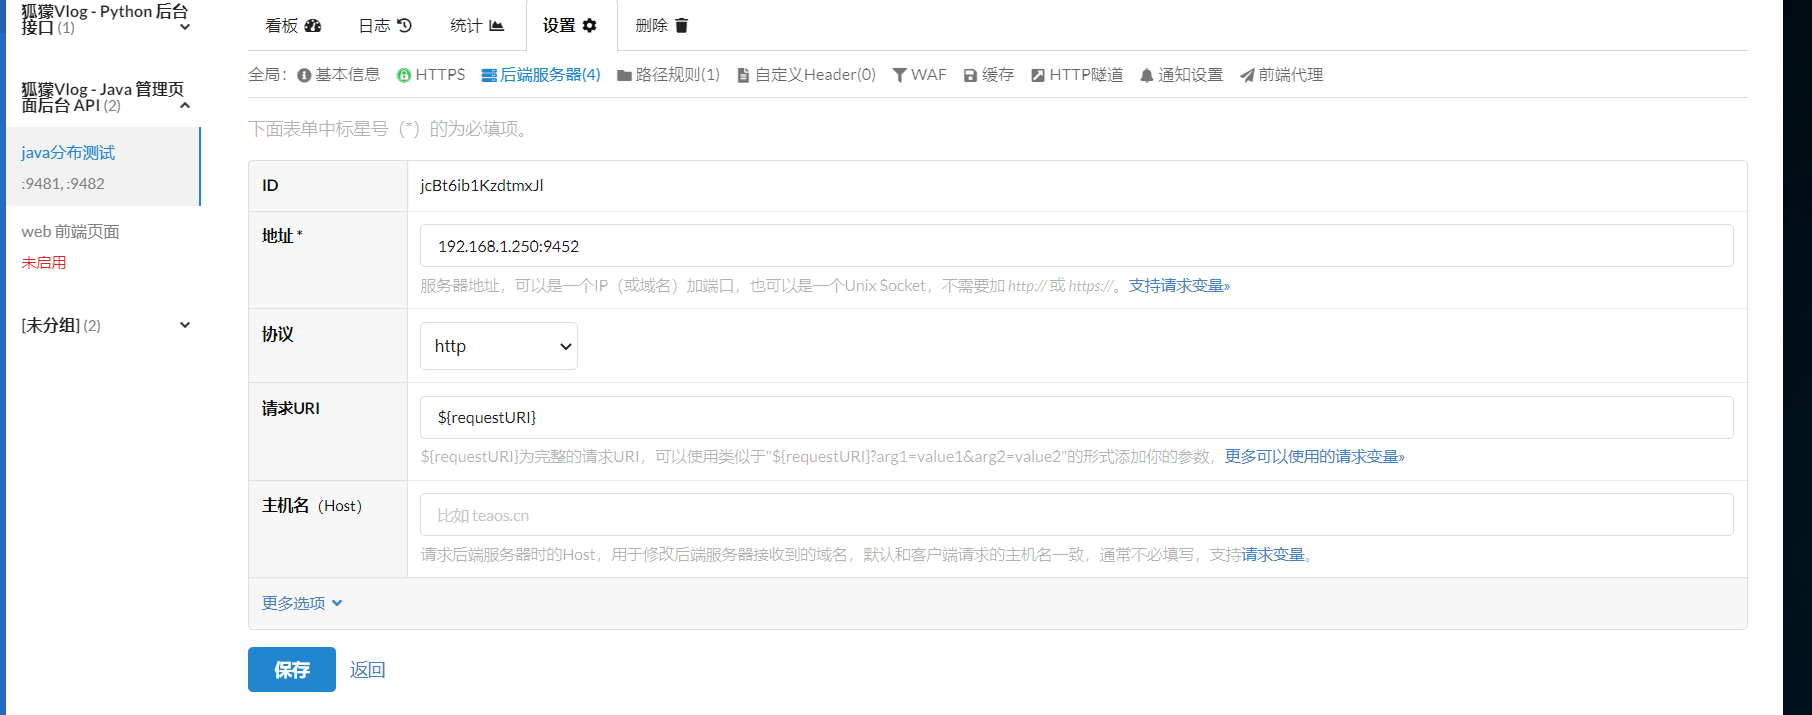 狐獴Vlog - Python 后台
接口 (1)
狐獴Vlog - Java 管理页
面后台 API (2)
java分布测试
:9481, :9482
web 前端页面
未启用
[未分组] (2)
看板 日志 统计 设置 删除
全局： 基本信息 HTTPS 后端服务器(4) 路径规则(1) 自定义Header(0) WAF 缓存 HTTP隧道 通知设置 前端代理
下面表单中标星号（*）的为必填项。
ID jcBt6ib1KzdtmxJl
地址 * 192.168.1.250:9452
服务器地址，可以是一个IP（或域名）加端口，也可以是一个Unix Socket，不需要加 http:// 或 https://。支持请求变量»
协议 http
请求URI ${requestURI}
${requestURI}为完整的请求URI，可以使用类似于"${requestURI}?arg1=value1&arg2=value2"的形式添加你的参数，更多可以使用的请求变量»
主机名（Host） 比如 teaos.cn
请求后端服务器时的Host，用于修改后端服务器接收到的域名，默认和客户端请求的主机名一致，通常不必填写，支持请求变量。
更多选项
保存 返回